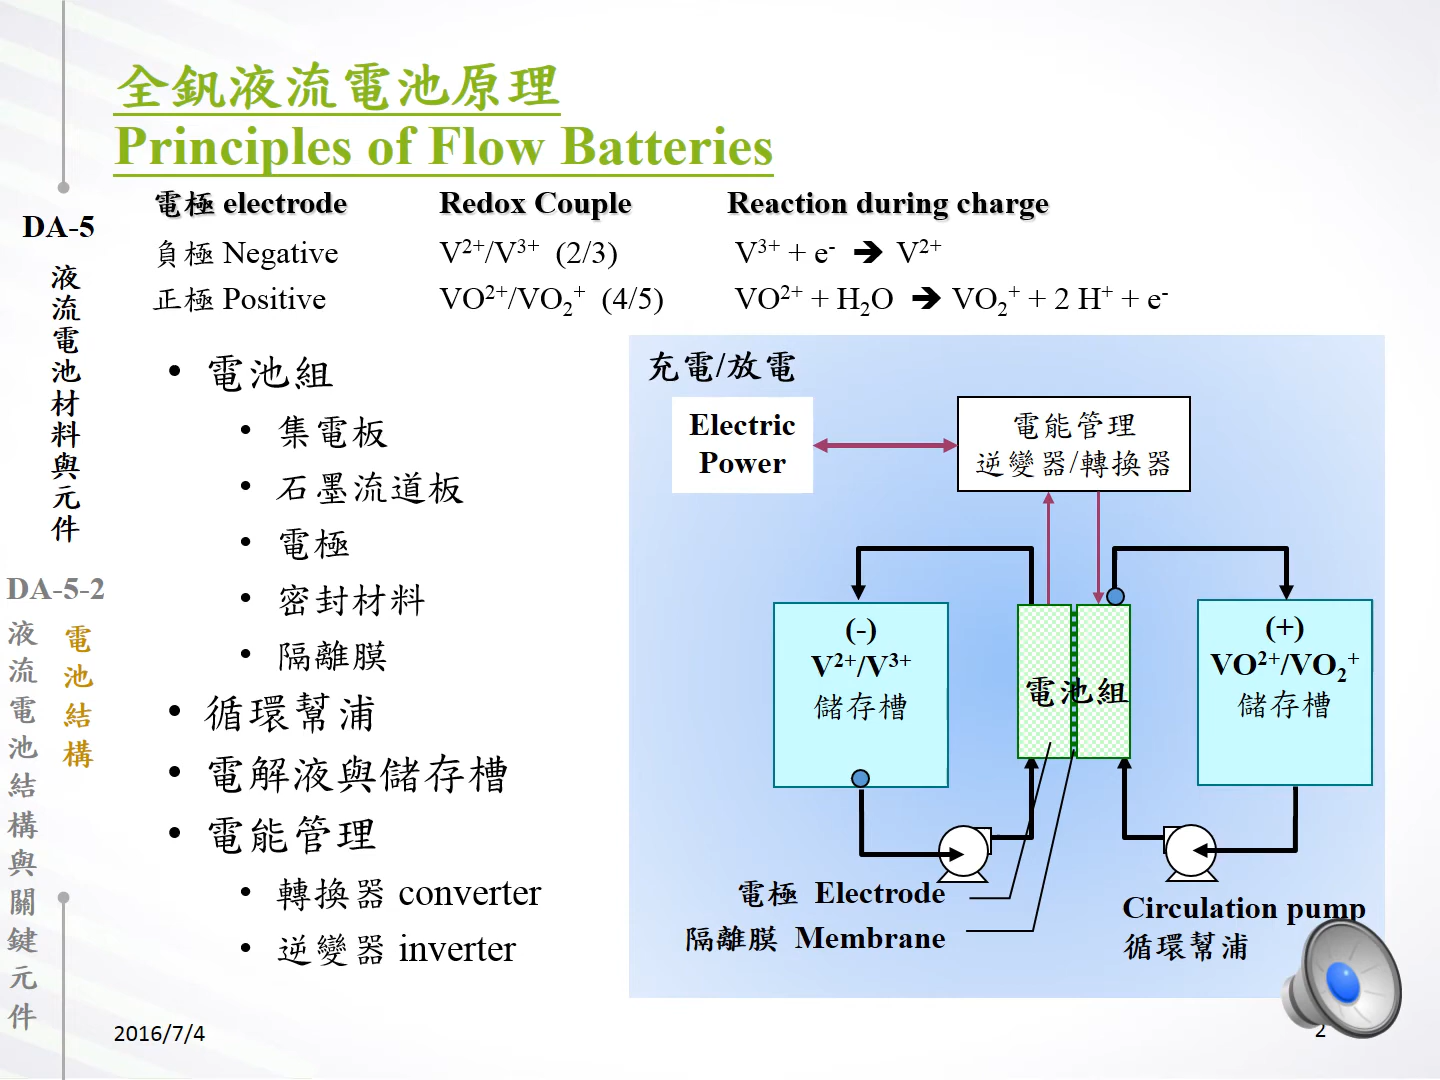 全釩液流電池原理
Principles of Flow Batteries
電極 electrode Redox Couple Reaction during charge
負極 Negative V²⁺/V³⁺ (2/3) V³⁺ + e⁻ ➔ V²⁺
正極 Positive VO²⁺/VO₂⁺ (4/5) VO²⁺ + H₂O ➔ VO₂⁺ + 2 H⁺ + e⁻
DA-5
液流電池材料與元件
DA-5-2
液流電池結構與關鍵元件
電池結構
• 電池組
• 集電板
• 石墨流道板
• 電極
• 密封材料
• 隔離膜
• 循環幫浦
• 電解液與儲存槽
• 電能管理
• 轉換器 converter
• 逆變器 inverter
充電/放電
Electric
Power
電能管理
逆變器/轉換器
(-)
V²⁺/V³⁺
儲存槽
電池組
(+)
VO²⁺/VO₂⁺
儲存槽
電極 Electrode
隔離膜 Membrane
Circulation pump
循環幫浦
2016/7/4
2